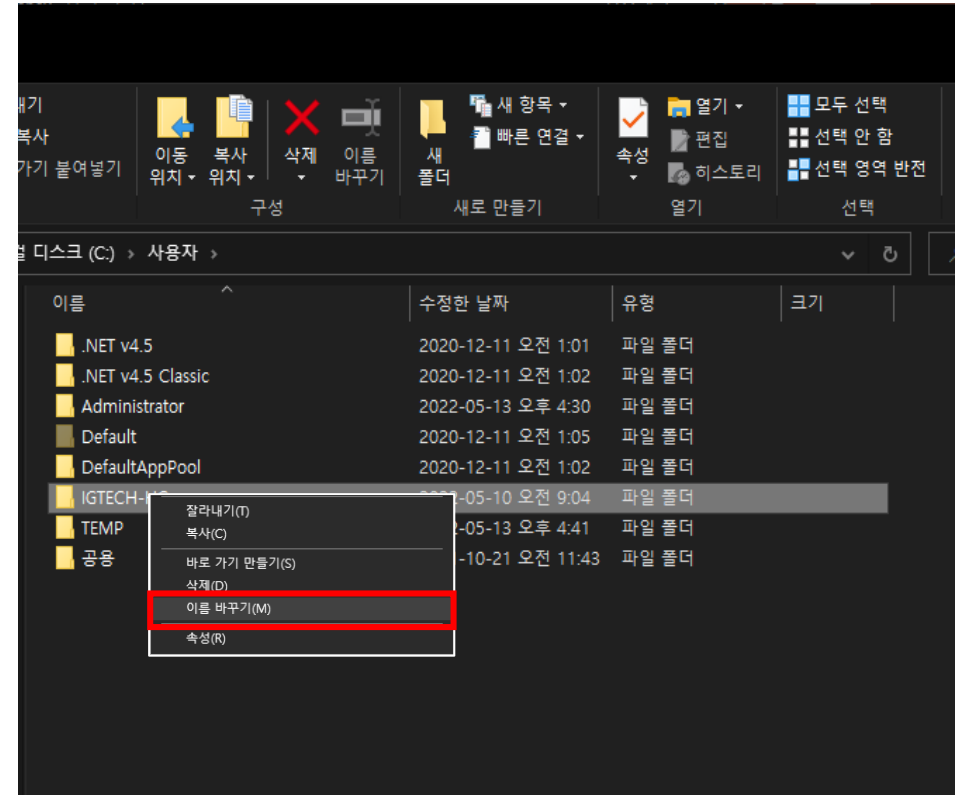 복사
가기 붙여넣기
이동 위치
복사 위치
삭제
이름 바꾸기
구성
새 폴더
새 항목
빠른 연결
새로 만들기
속성
열기
편집
히스토리
열기
모두 선택
선택 안 함
선택 영역 반전
선택
디스크 (C:) › 사용자 ›
이름 수정한 날짜 유형 크기
.NET v4.5 2020-12-11 오전 1:01 파일 폴더
.NET v4.5 Classic 2020-12-11 오전 1:02 파일 폴더
Administrator 2022-05-13 오후 4:30 파일 폴더
Default 2020-12-11 오전 1:05 파일 폴더
DefaultAppPool 2020-12-11 오전 1:02 파일 폴더
IGTECH- -05-10 오전 9:04 파일 폴더
TEMP -05-13 오후 4:41 파일 폴더
공용 -10-21 오전 11:43 파일 폴더
잘라내기(T)
복사(C)
바로 가기 만들기(S)
삭제(D)
이름 바꾸기(M)
속성(R)